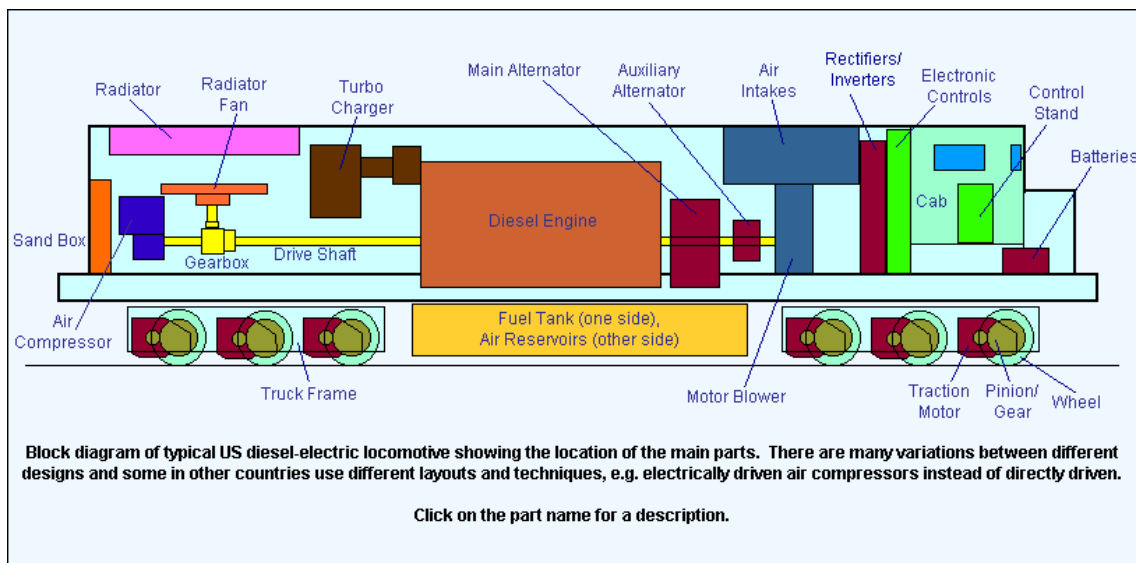 Radiator
Radiator
Fan
Turbo
Charger
Main Alternator
Auxiliary
Alternator
Air
Intakes
Rectifiers/
Inverters
Electronic
Controls
Control
Stand
Batteries
Sand Box
Gearbox
Drive Shaft
Diesel Engine
Cab
Air
Compressor
Truck Frame
Fuel Tank (one side),
Air Reservoirs (other side)
Motor Blower
Traction
Motor
Pinion/
Gear
Wheel
Block diagram of typical US diesel-electric locomotive showing the location of the main parts. There are many variations between different
designs and some in other countries use different layouts and techniques, e.g. electrically driven air compressors instead of directly driven.
Click on the part name for a description.